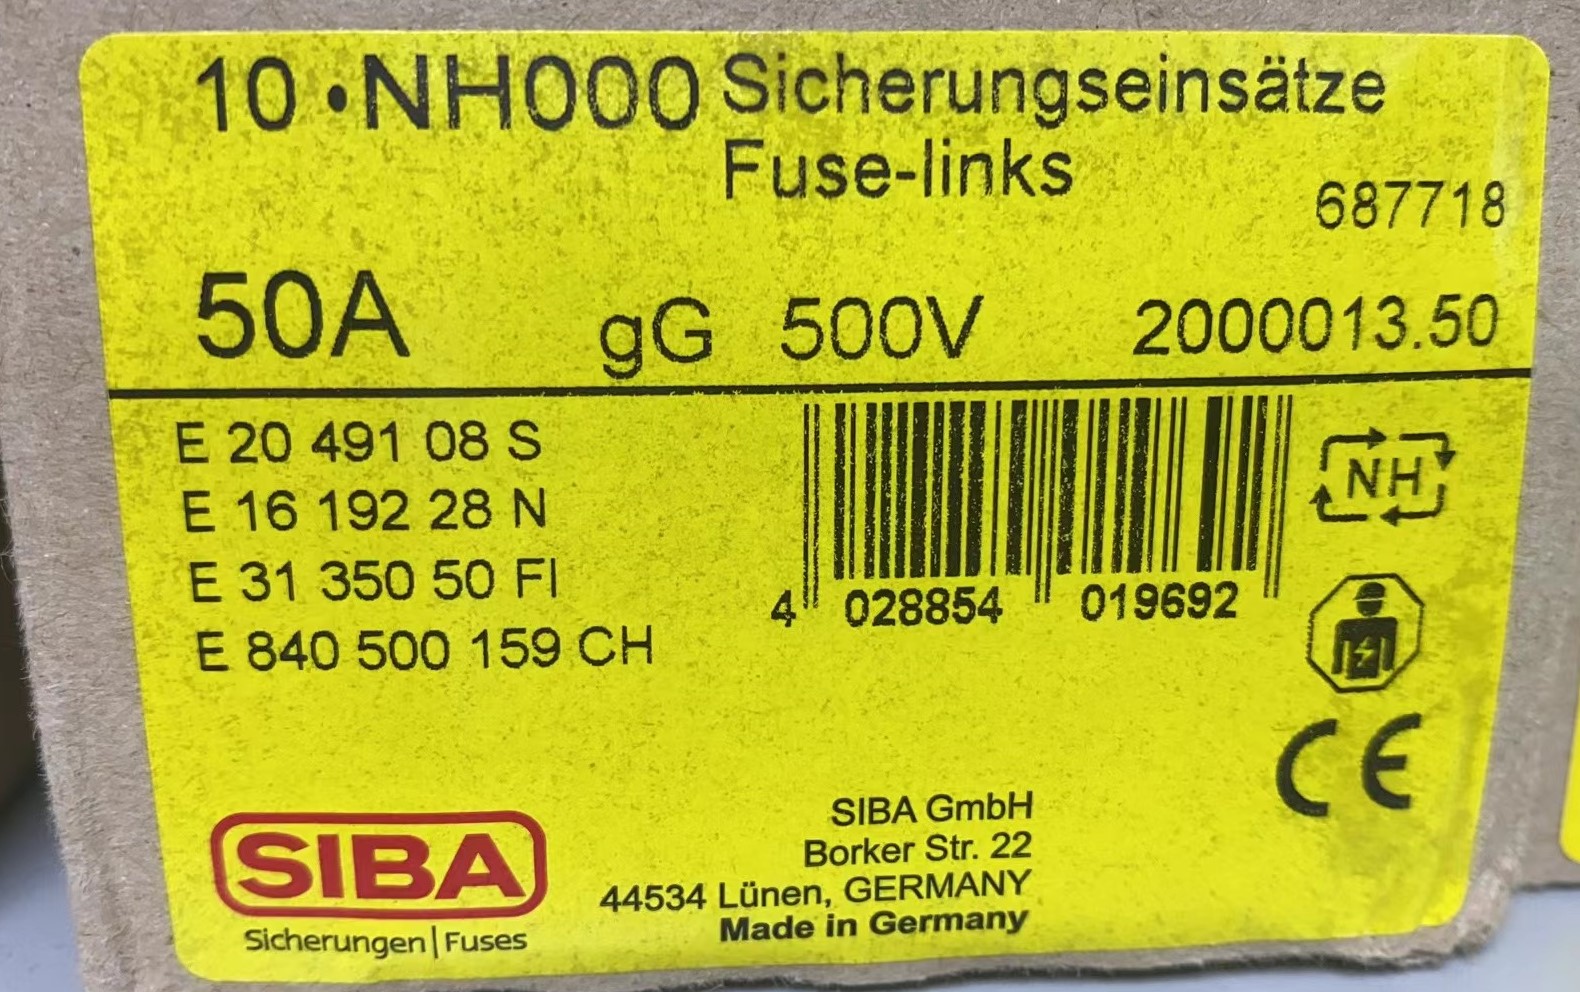 10 •NH000 Sicherungseinsätze
Fuse-links
687718
50A gG 500V 2000013.50
E 20 491 08 S
E 16 192 28 N
E 31 350 50 FI
E 840 500 159 CH
4 028854 019692
NH
CE
SIBA
Sicherungen|Fuses
SIBA GmbH
Borker Str. 22
44534 Lünen, GERMANY
Made in Germany